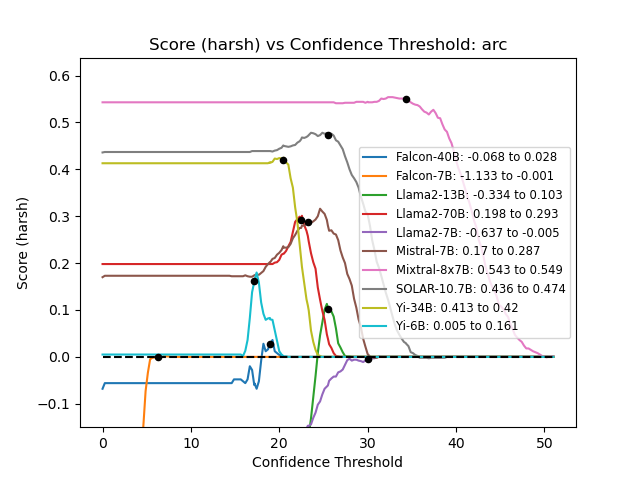 Score (harsh) vs Confidence Threshold: arc
Score (harsh)
0.6
0.5
0.4
0.3
0.2
0.1
0.0
−0.1
Falcon-40B: -0.068 to 0.028
Falcon-7B: -1.133 to -0.001
Llama2-13B: -0.334 to 0.103
Llama2-70B: 0.198 to 0.293
Llama2-7B: -0.637 to -0.005
Mistral-7B: 0.17 to 0.287
Mixtral-8x7B: 0.543 to 0.549
SOLAR-10.7B: 0.436 to 0.474
Yi-34B: 0.413 to 0.42
Yi-6B: 0.005 to 0.161
0 10 20 30 40 50
Confidence Threshold